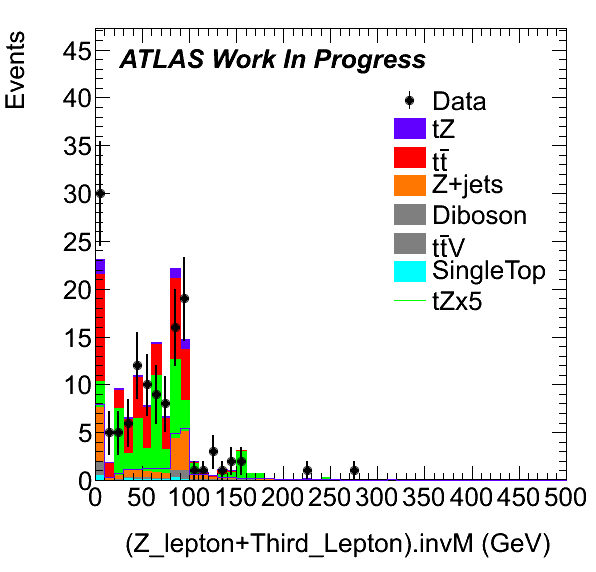 Events
45
40
35
30
25
20
15
10
5
0
ATLAS Work In Progress
Data
tZ
tt̄
Z+jets
Diboson
tt̄V
SingleTop
tZx5
0 50 100 150 200 250 300 350 400 450 500
(Z_lepton+Third_Lepton).invM (GeV)